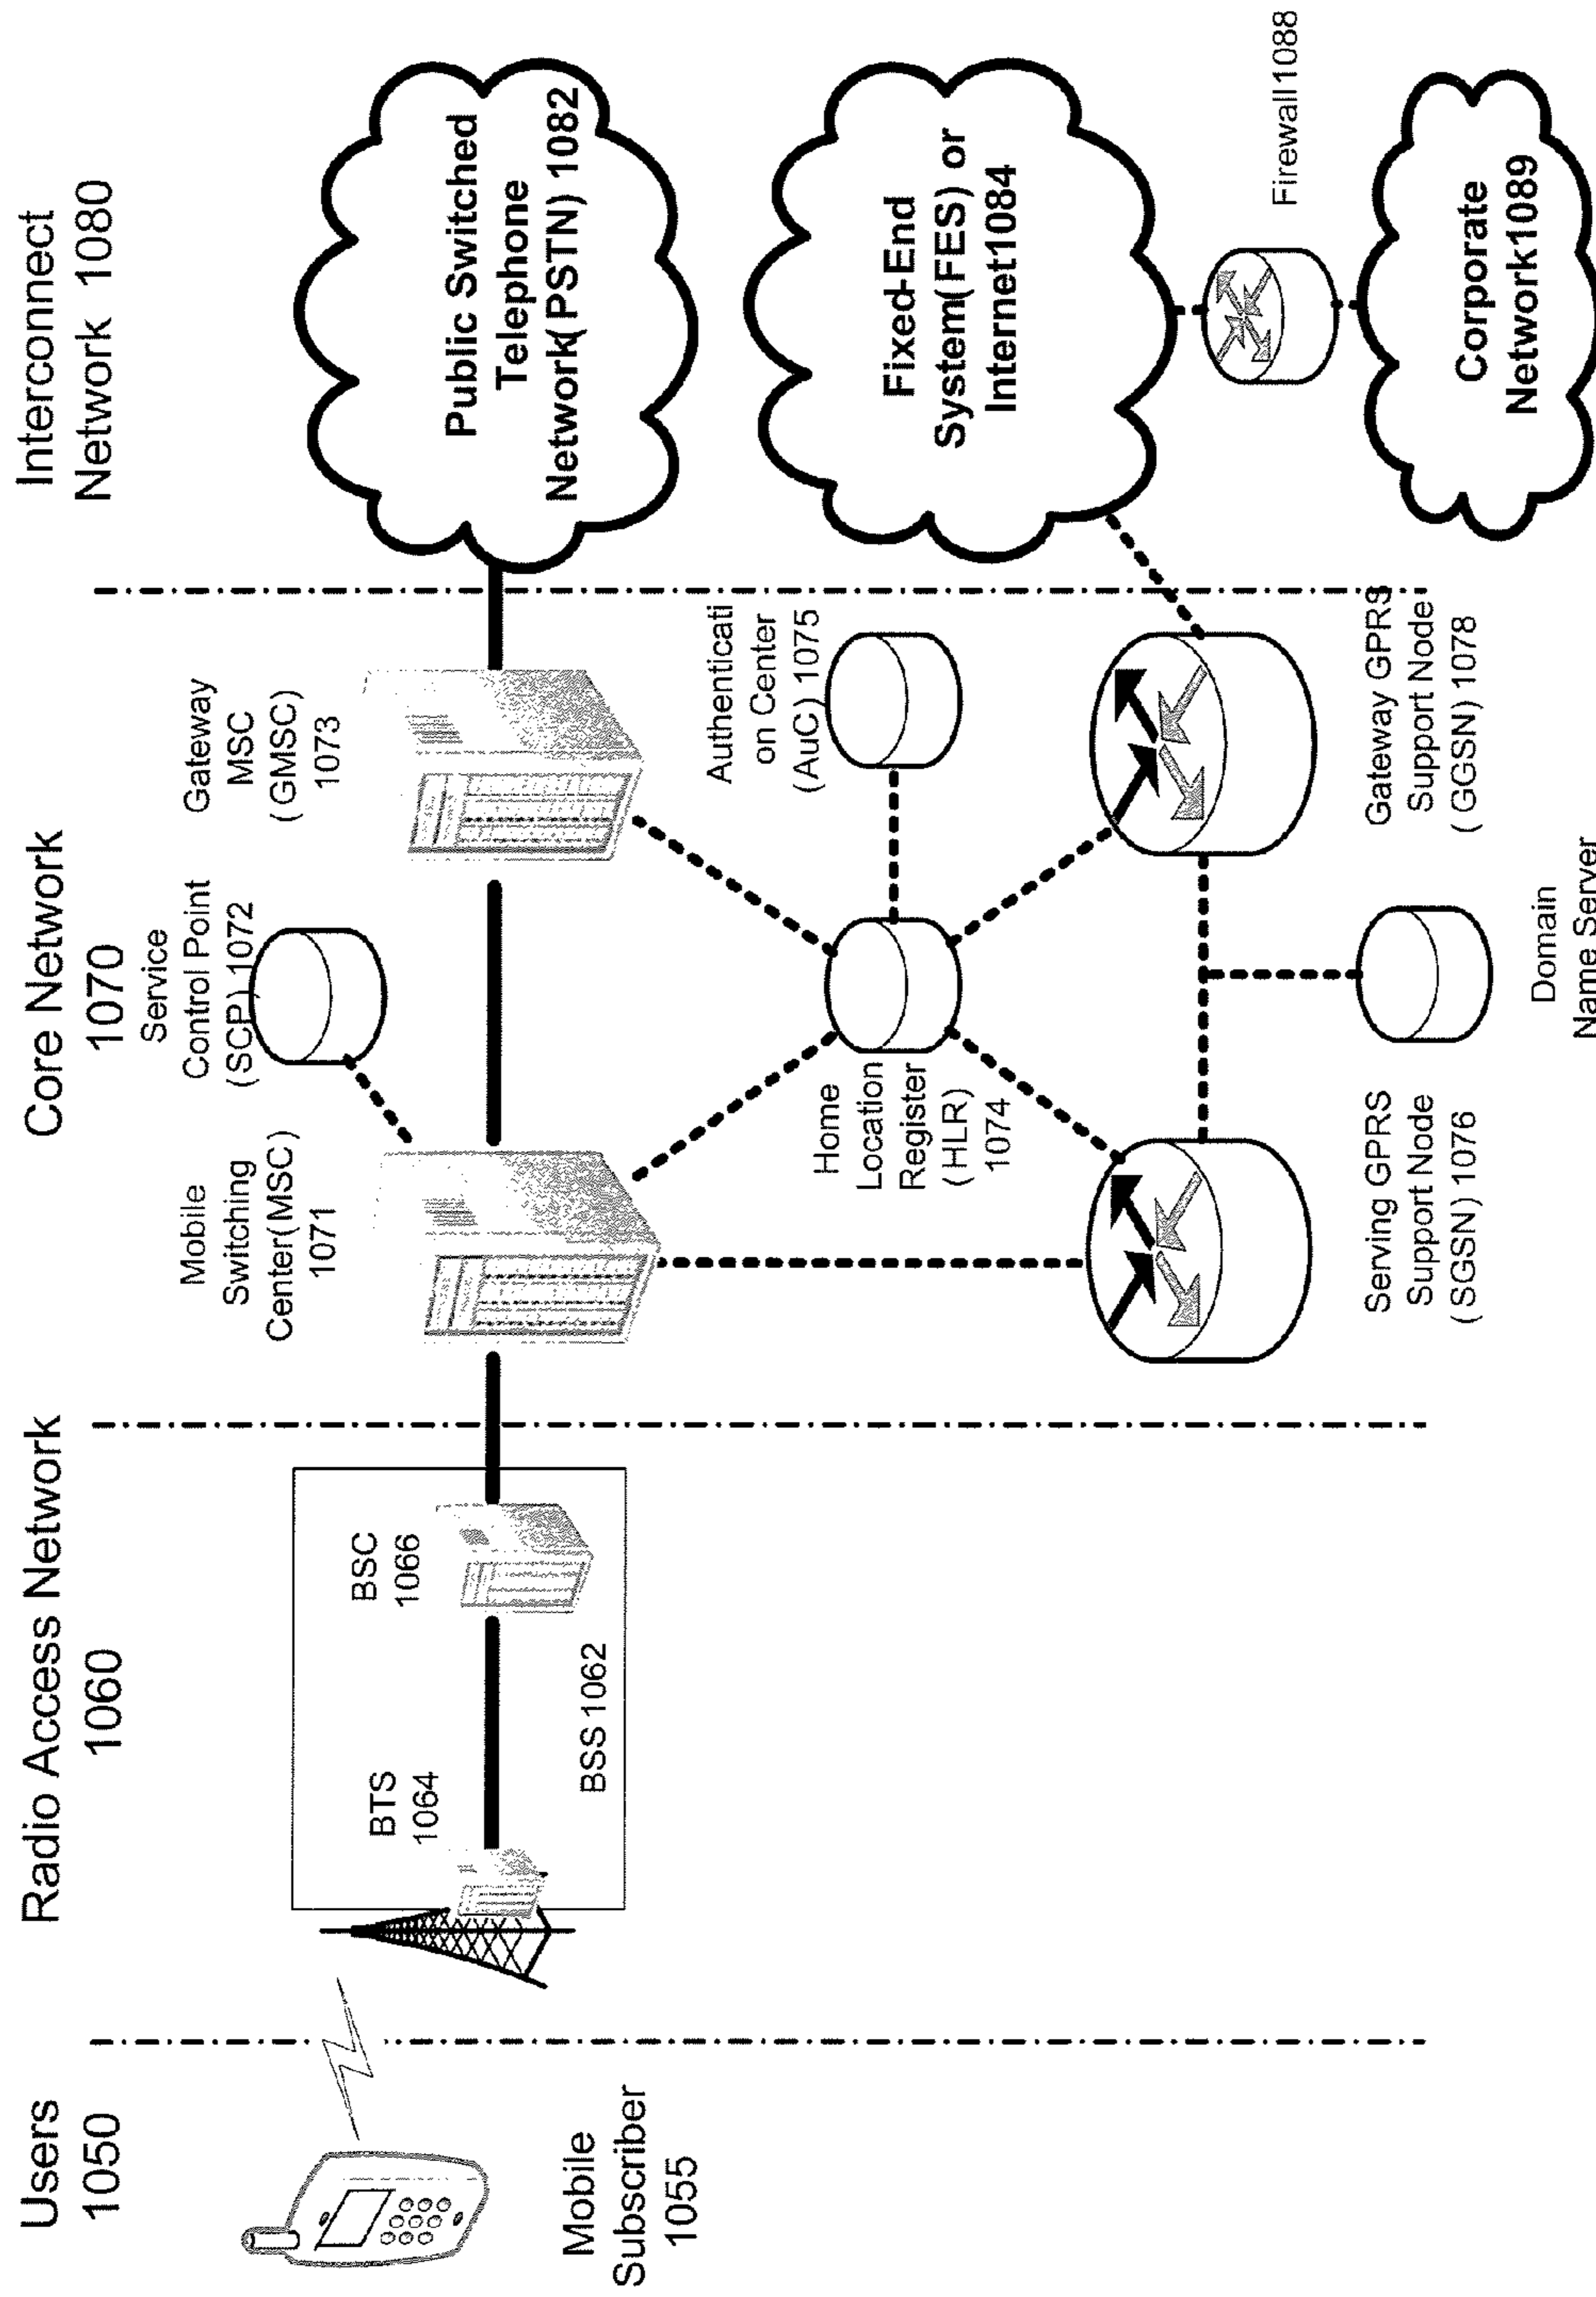 Users
1050
Radio Access Network
1060
Core Network
1070
Interconnect
Network 1080
Mobile
Subscriber
1055
BTS
1064
BSC
1066
BSS 1062
Mobile
Switching
Center(MSC)
1071
Service
Control Point
(SCP) 1072
Gateway
MSC
(GMSC)
1073
Home
Location
Register
(HLR)
1074
Authenticati
on Center
(AuC) 1075
Serving GPRS
Support Node
(SGSN) 1076
Domain
Name Server
Gateway GPRS
Support Node
(GGSN) 1078
Public Switched
Telephone
Network(PSTN) 1082
Fixed-End
System(FES) or
Internet1084
Firewall1088
Corporate
Network1089